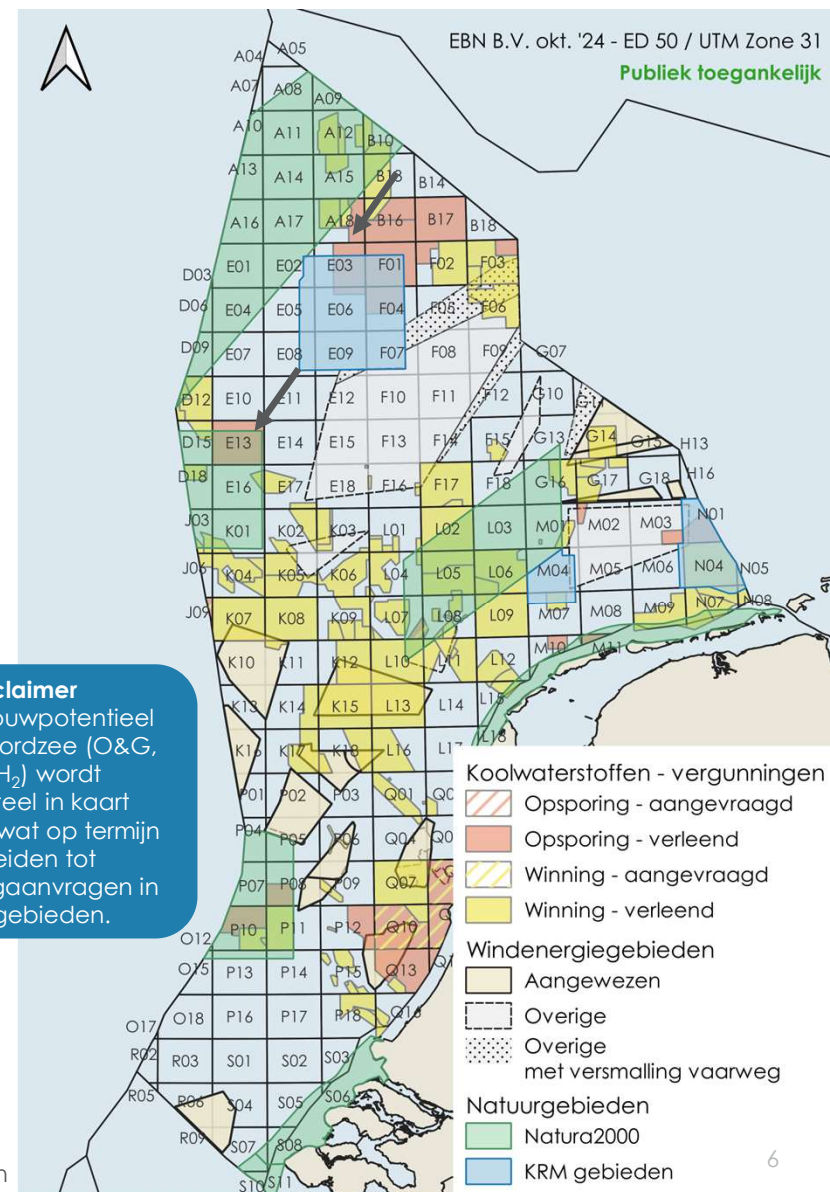 EBN B.V. okt. '24 - ED 50 / UTM Zone 31
Publiek toegankelijk
A04 A05
A07 A08 A09
A10 A11 A12 B10
A13 A14 A15 B13 B14
A16 A17 A18 B16 B17 B18
D03 E01 E02 E03 F01 F02 F03
D06 E04 E05 E06 F04 F05 F06
D09 E07 E08 E09 F07 F08 F09 G07
D12 E10 E11 E12 F10 F11 F12 G10 G11
D15 E13 E14 E15 F13 F14 F15 G13 G14 G15 H13
D18 E16 E17 E18 F16 F17 F18 G16 G17 G18 H16
J03 K01 K02 K03 L01 L02 L03 M01 M02 M03 N01
J06 K04 K05 K06 L04 L05 L06 M04 M05 M06 N04 N05
J09 K07 K08 K09 L07 L08 L09 M07 M08 M09 N07 N08
K10 K11 K12 L10 L11 L12 M10 M11
K13 K14 K15 L13 L14 L15
K16 K17 K18 L16 L17 L18
P01 P02 P03 Q01
P04 P05 P06 Q04
P07 P08 P09 Q07
O12 P10 P11 P12 Q10
O15 P13 P14 P15 Q13
O17 O18 P16 P17 P18 Q16
R02 R03 S01 S02 S03
R05 R06 S04 S05 S06
R09 S07 S08
S10 S11
claimer
ouwpotentieel
ordzee (O&G,
H₂) wordt
eel in kaart
wat op termijn
eiden tot
gaanvragen in
gebieden.
Koolwaterstoffen - vergunningen
Opsporing - aangevraagd
Opsporing - verleend
Winning - aangevraagd
Winning - verleend
Windenergiegebieden
Aangewezen
Overige
Overige
met versmalling vaarweg
Natuurgebieden
Natura2000
KRM gebieden
6
n